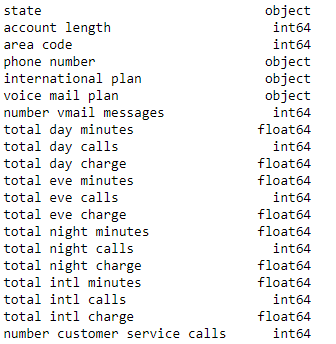 state object
account length int64
area code int64
phone number object
international plan object
voice mail plan object
number vmail messages int64
total day minutes float64
total day calls int64
total day charge float64
total eve minutes float64
total eve calls int64
total eve charge float64
total night minutes float64
total night calls int64
total night charge float64
total intl minutes float64
total intl calls int64
total intl charge float64
number customer service calls int64